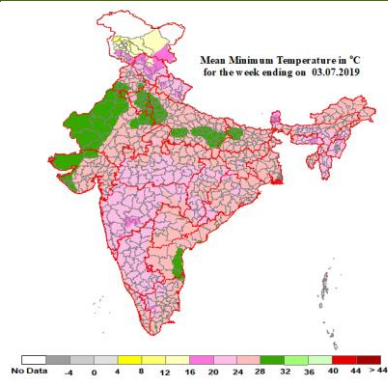 Mean Minimum Temperature in °C
for the week ending on 03.07.2019
No Data -4 0 4 8 12 16 20 24 28 32 36 40 44 > 44